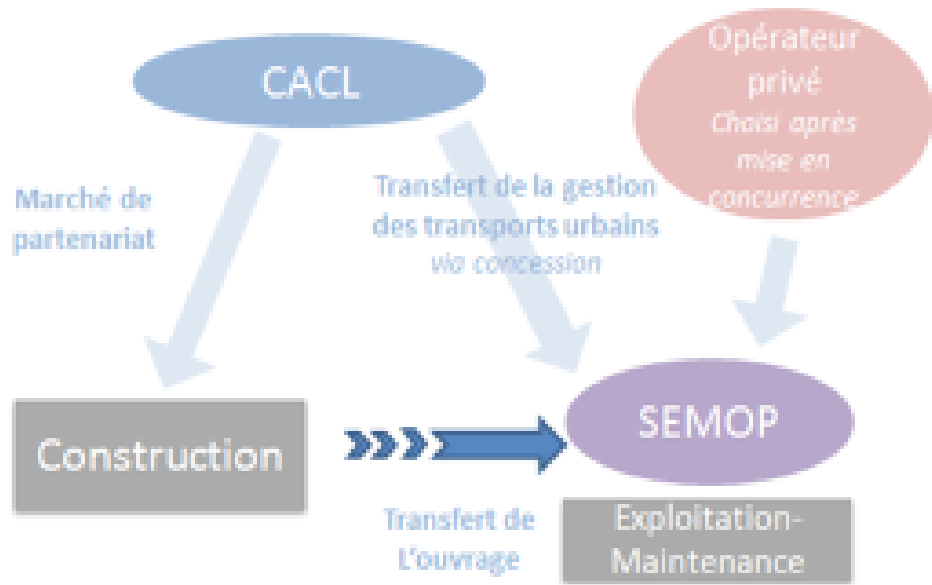 CACL
Opérateur
privé
Choisi après
mise en
concurrence
Marché de
partenariat
Transfert de la gestion
des transports urbains
via concession
Construction
SEMOP
Transfert de
L'ouvrage
Exploitation-
Maintenance